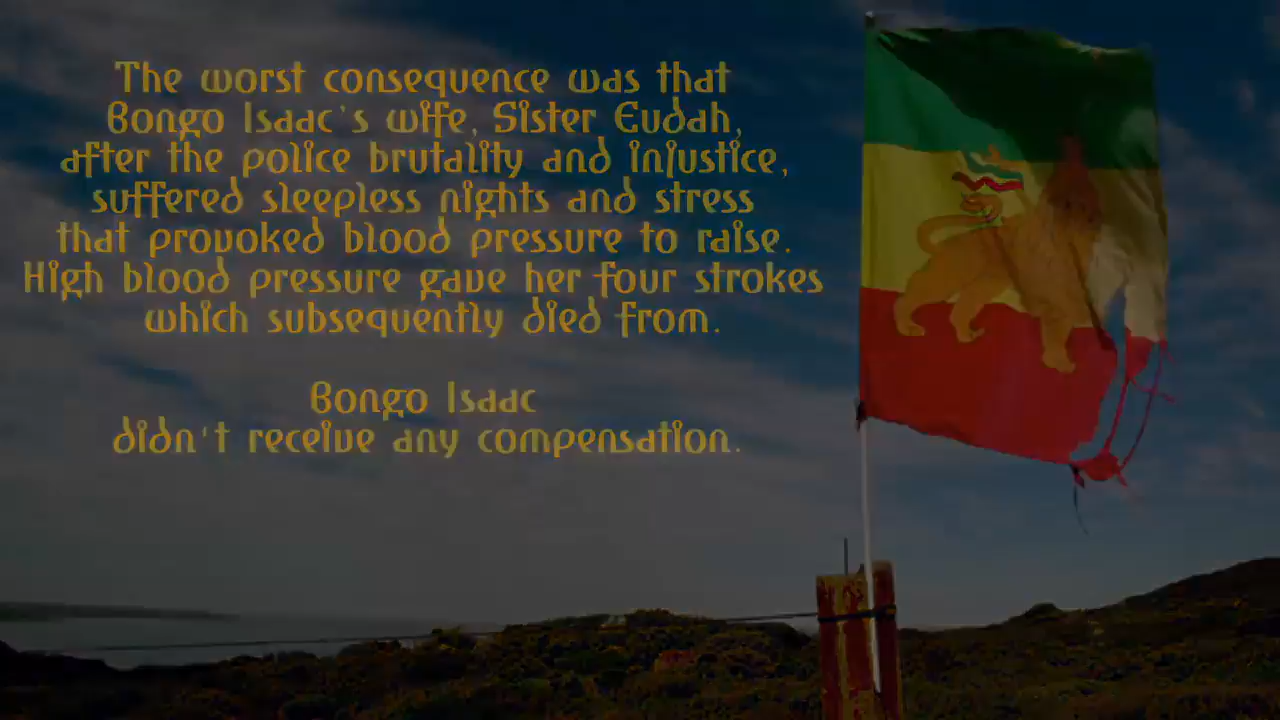 The worst consequence was that
Bongo Isaac's wife, Sister Eudah,
after the police brutality and injustice,
suffered sleepless nights and stress
that provoked blood pressure to raise.
High blood pressure gave her four strokes
which subsequently died from.
Bongo Isaac
didn't receive any compensation.